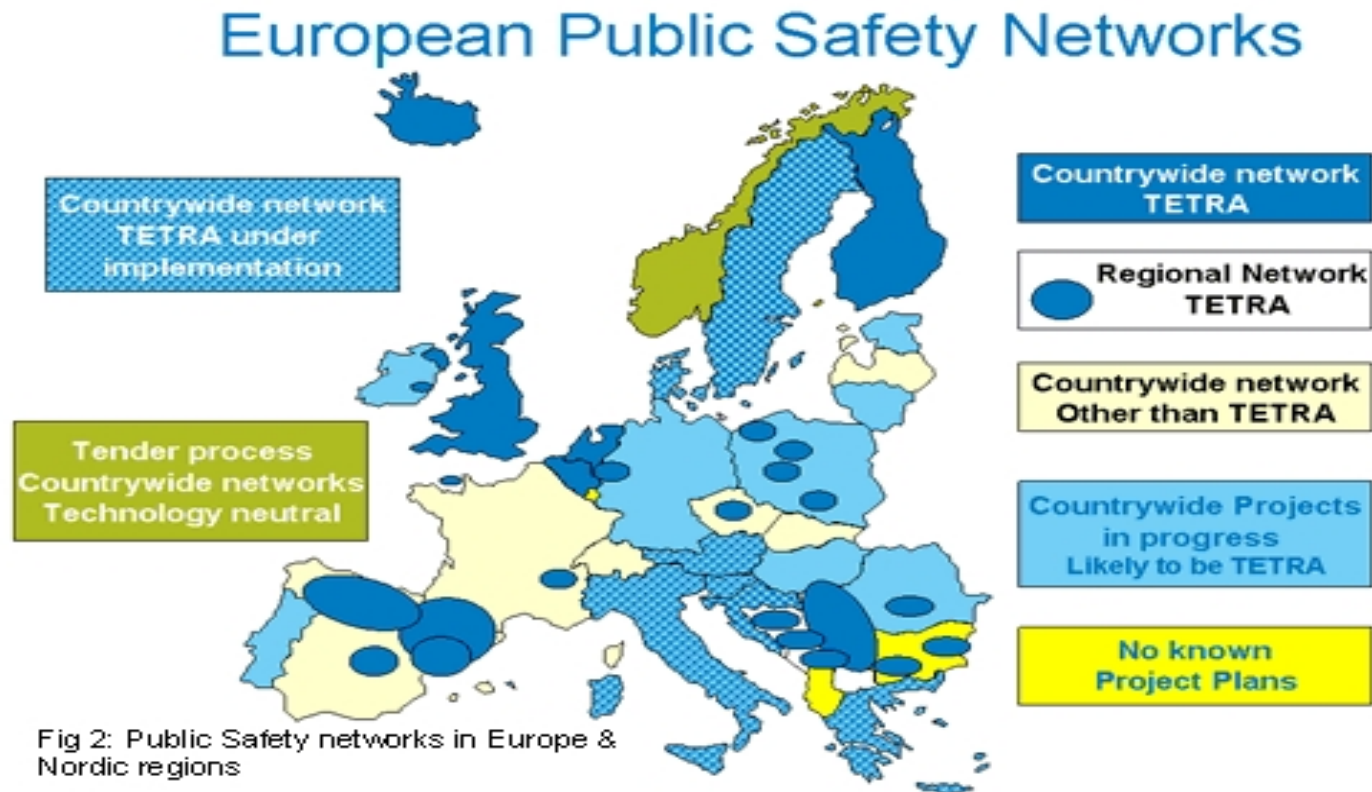 European Public Safety Networks
Countrywide network
TETRA under
implementation
Tender process
Countrywide networks
Technology neutral
Countrywide network
TETRA
Regional Network
TETRA
Countrywide network
Other than TETRA
Countrywide Projects
in progress
Likely to be TETRA
No known
Project Plans
Fig 2: Public Safety networks in Europe &
Nordic regions